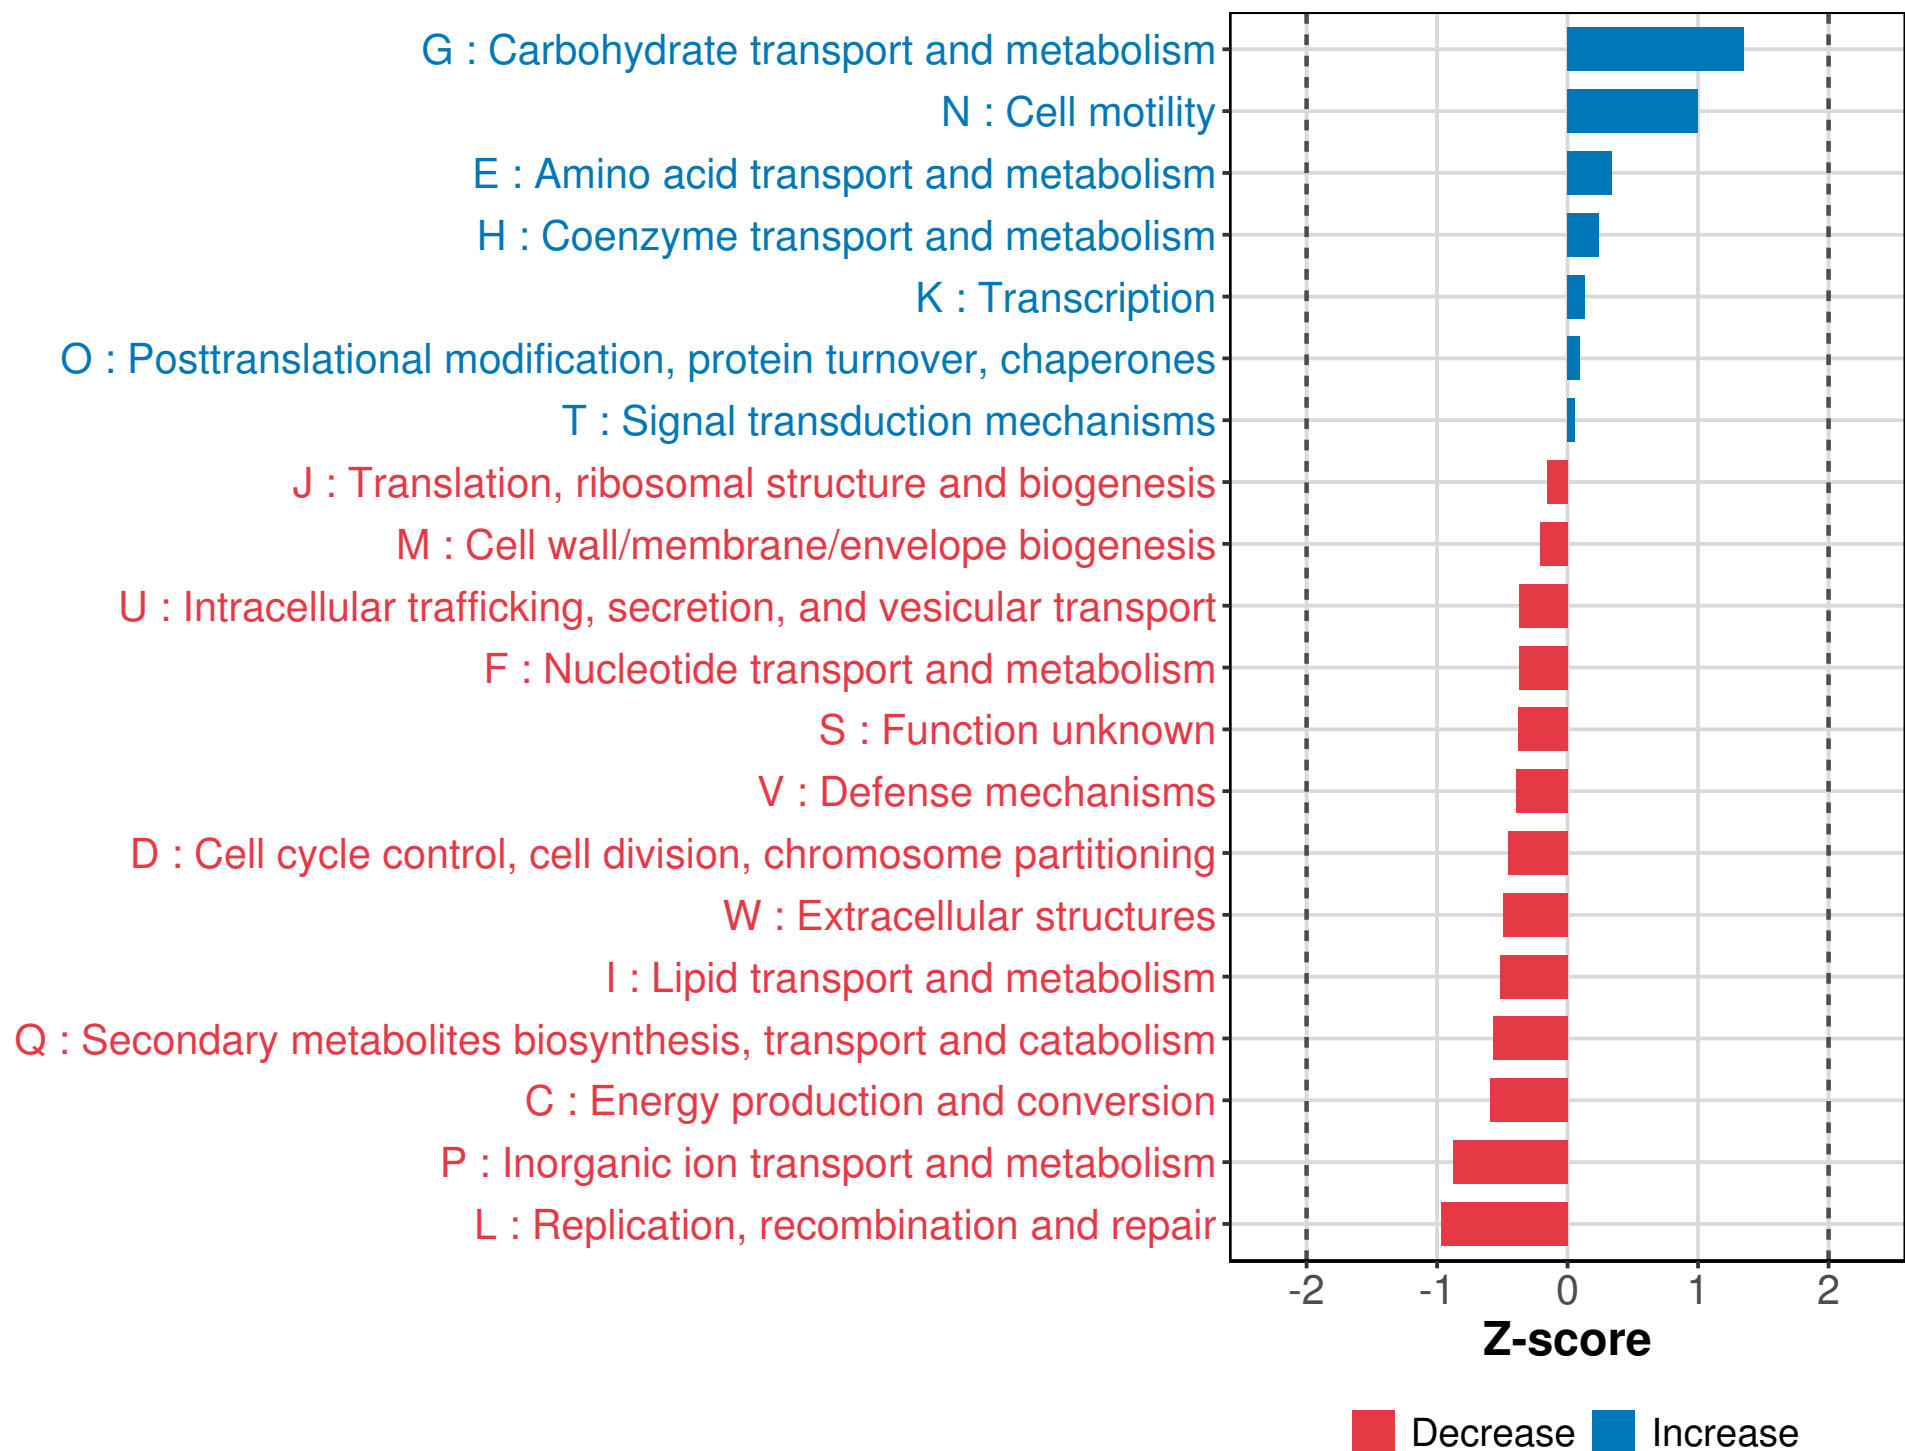 G : Carbohydrate transport and metabolism
N : Cell motility
E : Amino acid transport and metabolism
H : Coenzyme transport and metabolism
K : Transcription
O : Posttranslational modification, protein turnover, chaperones
T : Signal transduction mechanisms
J : Translation, ribosomal structure and biogenesis
M : Cell wall/membrane/envelope biogenesis
U : Intracellular trafficking, secretion, and vesicular transport
F : Nucleotide transport and metabolism
S : Function unknown
V : Defense mechanisms
D : Cell cycle control, cell division, chromosome partitioning
W : Extracellular structures
I : Lipid transport and metabolism
Q : Secondary metabolites biosynthesis, transport and catabolism
C : Energy production and conversion
P : Inorganic ion transport and metabolism
L : Replication, recombination and repair
-2 -1 0 1 2
Z-score
Decrease Increase